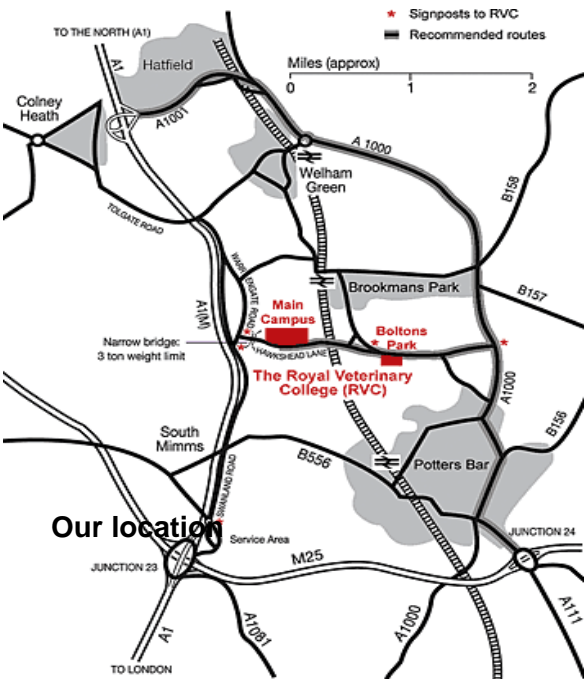 * Signposts to RVC
Recommended routes
TO THE NORTH (A1)
A1
Hatfield
Miles (approx)
0 1 2
Colney
Heath
A1001
A 1000
Welham
Green
B158
TOLGATE ROAD
WARRENGATE ROAD
A1(M)
Brookmans Park
B157
Main
Campus
Boltons
Park
Narrow bridge:
3 ton weight limit
HAWKSHEAD LANE
The Royal Veterinary
College (RVC)
A1000
South
Mimms
B556
B156
Potters Bar
SWANLAND ROAD
Our location
Service Area
JUNCTION 24
JUNCTION 23
M25
A1
A1081
A1000
A111
TO LONDON